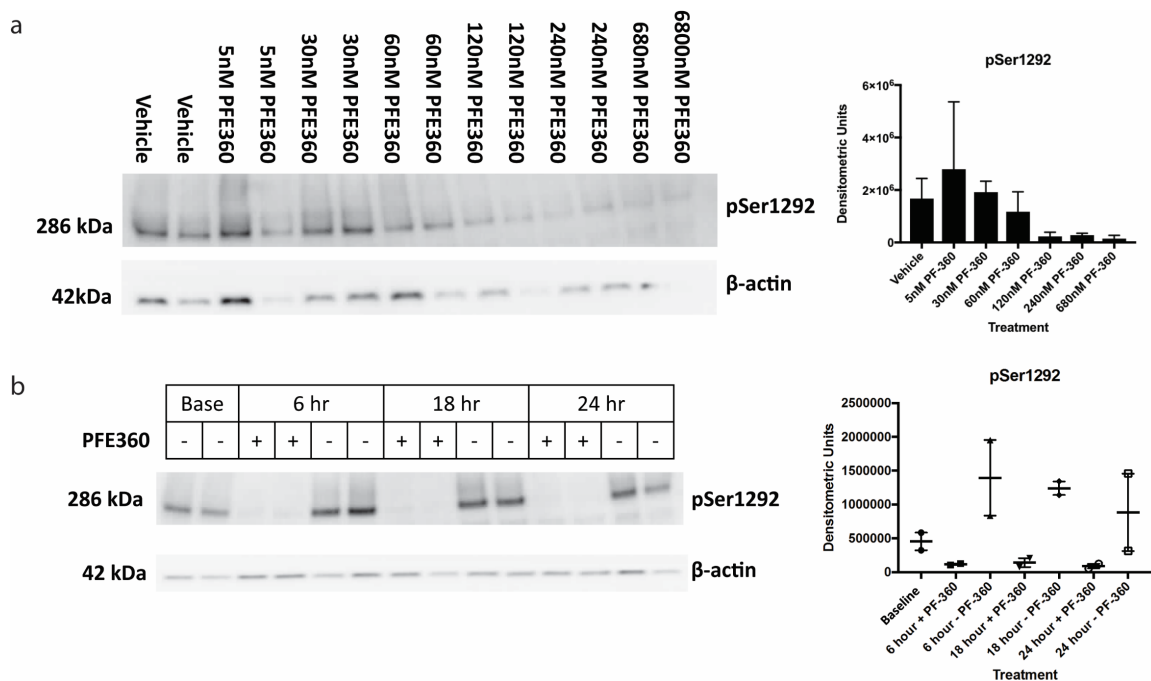 a
Vehicle
Vehicle
5nM PFE360
5nM PFE360
30nM PFE360
30nM PFE360
60nM PFE360
60nM PFE360
120nM PFE360
120nM PFE360
240nM PFE360
240nM PFE360
680nM PFE360
6800nM PFE360
286 kDa
pSer1292
42kDa
β-actin
pSer1292
Densitometric Units
6×10⁶
4×10⁶
2×10⁶
0
Vehicle
5nM PF-360
30nM PF-360
60nM PF-360
120nM PF-360
240nM PF-360
680nM PF-360
Treatment
b
Base 6 hr 18 hr 24 hr
PFE360 - - + + - - + + - - + + - -
286 kDa
pSer1292
42 kDa
β-actin
pSer1292
Densitometric Units
2500000
2000000
1500000
1000000
500000
0
Baseline
6 hour + PF-360
6 hour - PF-360
18 hour + PF-360
18 hour - PF-360
24 hour + PF-360
24 hour - PF-360
Treatment